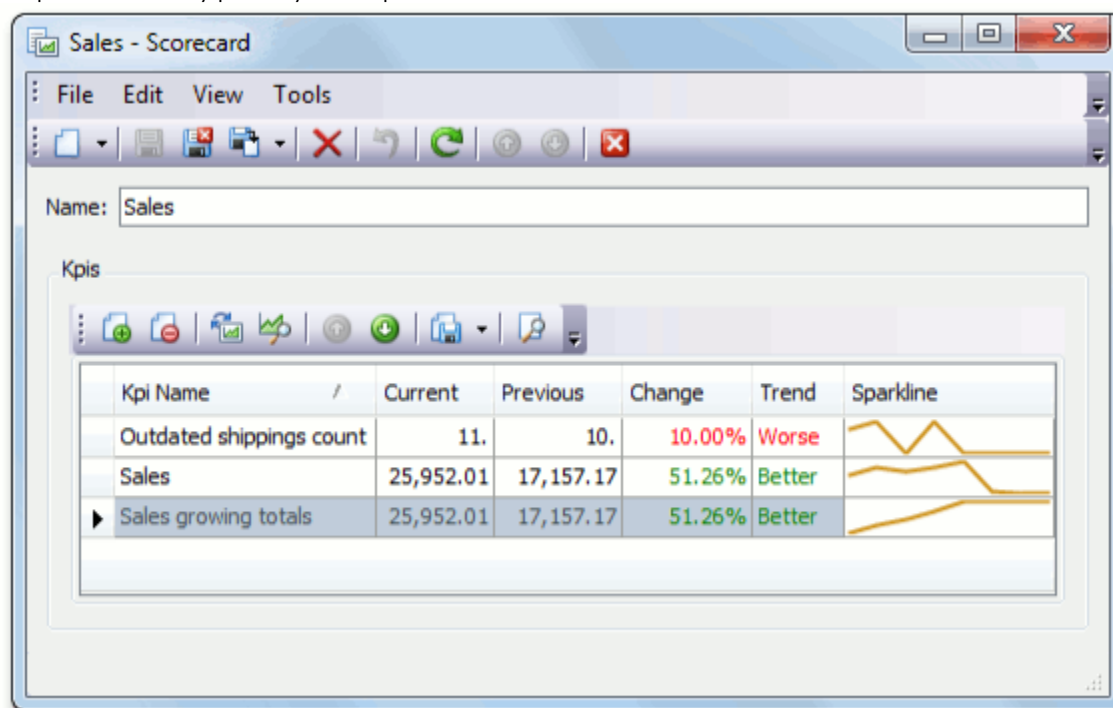 Sales - Scorecard
File Edit View Tools
Name: Sales
Kpis
Kpi Name Current Previous Change Trend Sparkline
Outdated shippings count 11. 10. 10.00% Worse
Sales 25,952.01 17,157.17 51.26% Better
Sales growing totals 25,952.01 17,157.17 51.26% Better